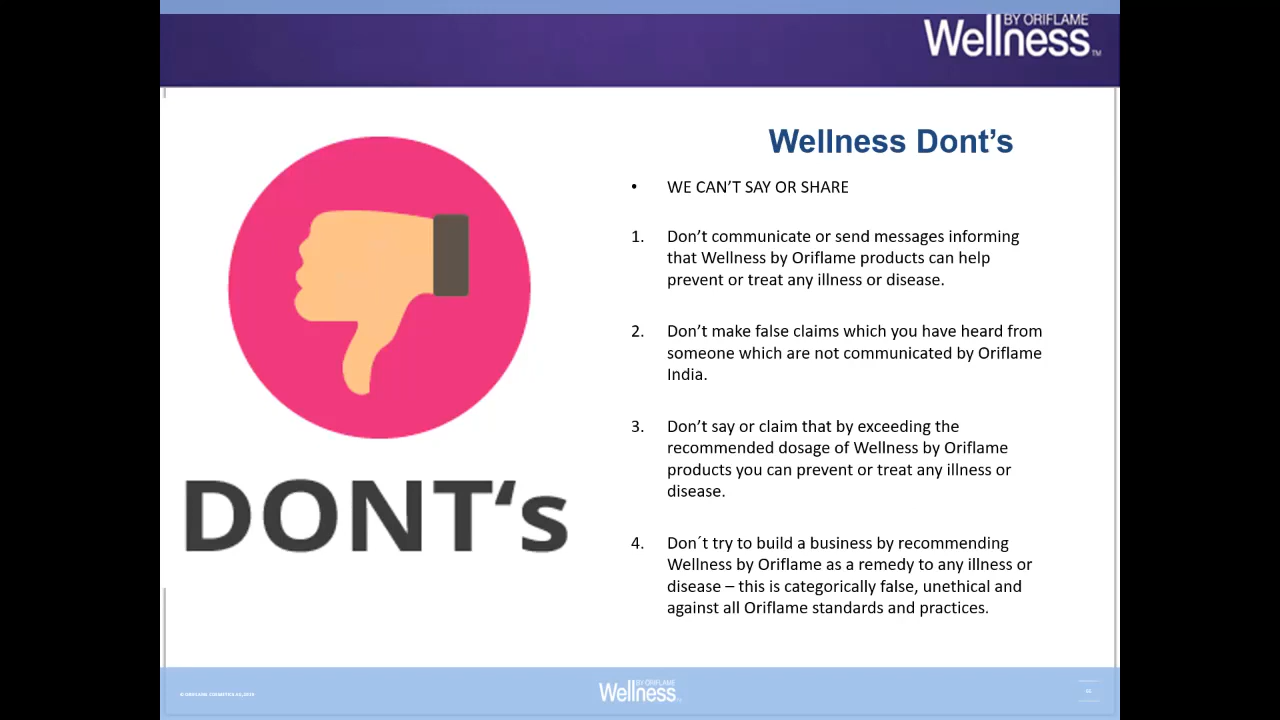 BY ORIFLAME
Wellness™
Wellness Dont’s
• WE CAN’T SAY OR SHARE
1. Don’t communicate or send messages informing
that Wellness by Oriflame products can help
prevent or treat any illness or disease.
2. Don’t make false claims which you have heard from
someone which are not communicated by Oriflame
India.
3. Don’t say or claim that by exceeding the
recommended dosage of Wellness by Oriflame
products you can prevent or treat any illness or
disease.
4. Don´t try to build a business by recommending
Wellness by Oriflame as a remedy to any illness or
disease – this is categorically false, unethical and
against all Oriflame standards and practices.
DONT‘s
BY ORIFLAME
Wellness